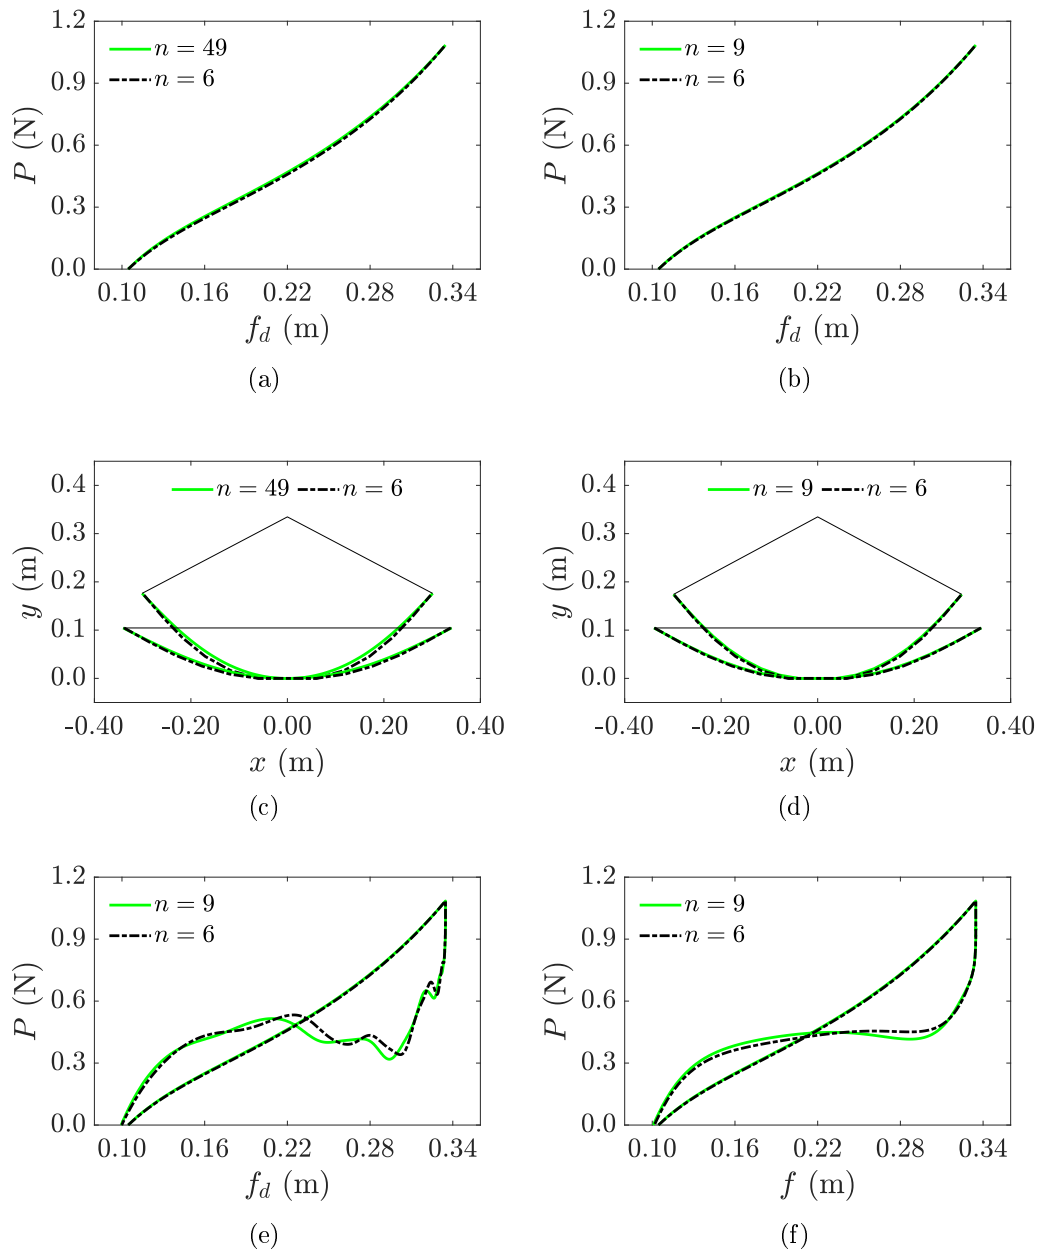 1.2
0.9
0.6
0.3
0.0
P (N)
n = 49
n = 6
0.10 0.16 0.22 0.28 0.34
f_d (m)
(a)
1.2
0.9
0.6
0.3
0.0
P (N)
n = 9
n = 6
0.10 0.16 0.22 0.28 0.34
f_d (m)
(b)
0.4
0.3
0.2
0.1
0.0
y (m)
n = 49 n = 6
-0.40 -0.20 0.00 0.20 0.40
x (m)
(c)
0.4
0.3
0.2
0.1
0.0
y (m)
n = 9 n = 6
-0.40 -0.20 0.00 0.20 0.40
x (m)
(d)
1.2
0.9
0.6
0.3
0.0
P (N)
n = 9
n = 6
0.10 0.16 0.22 0.28 0.34
f_d (m)
(e)
1.2
0.9
0.6
0.3
0.0
P (N)
n = 9
n = 6
0.10 0.16 0.22 0.28 0.34
f (m)
(f)